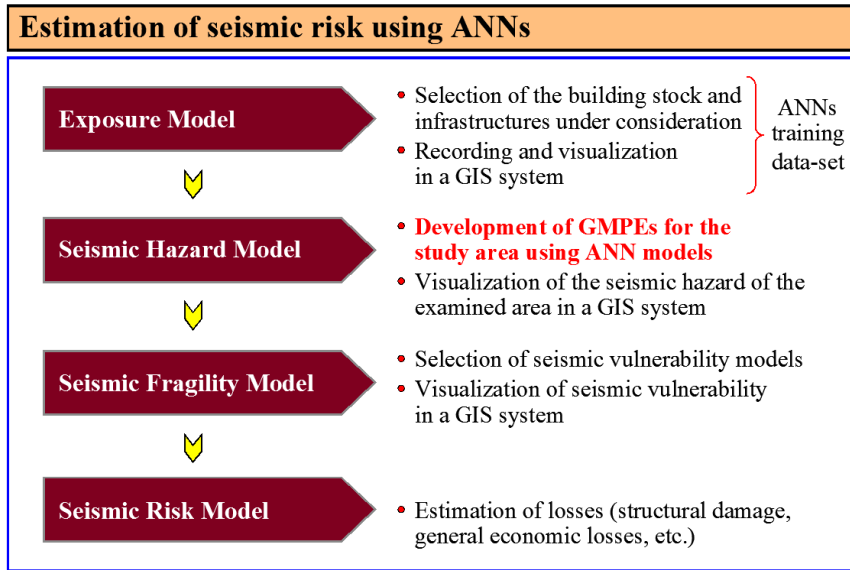 Estimation of seismic risk using ANNs
Exposure Model
• Selection of the building stock and
infrastructures under consideration
• Recording and visualization
in a GIS system
ANNs
training
data-set
Seismic Hazard Model
• Development of GMPEs for the
study area using ANN models
• Visualization of the seismic hazard of the
examined area in a GIS system
Seismic Fragility Model
• Selection of seismic vulnerability models
• Visualization of seismic vulnerability
in a GIS system
Seismic Risk Model
• Estimation of losses (structural damage,
general economic losses, etc.)